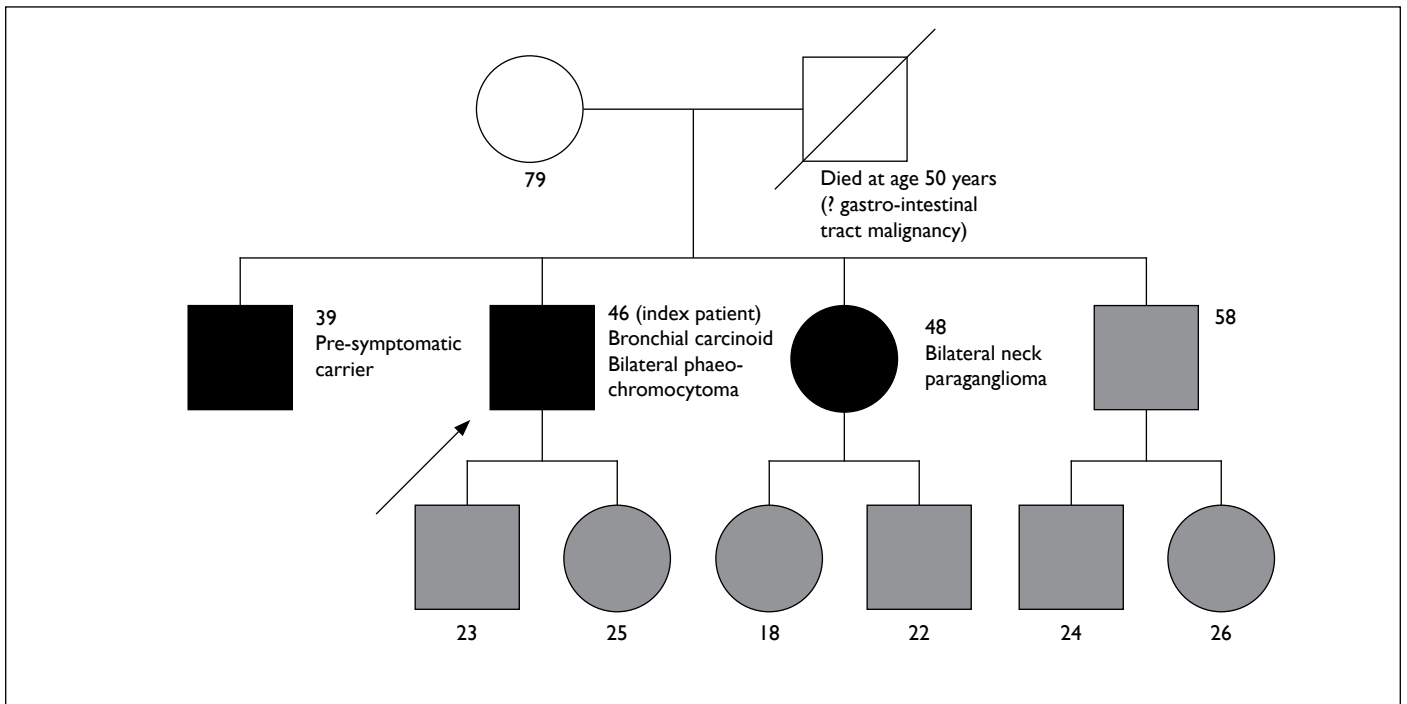 79
Died at age 50 years
(? gastro-intestinal
tract malignancy)
39
Pre-symptomatic
carrier
46 (index patient)
Bronchial carcinoid
Bilateral phaeo-
chromocytoma
48
Bilateral neck
paraganglioma
58
23
25
18
22
24
26